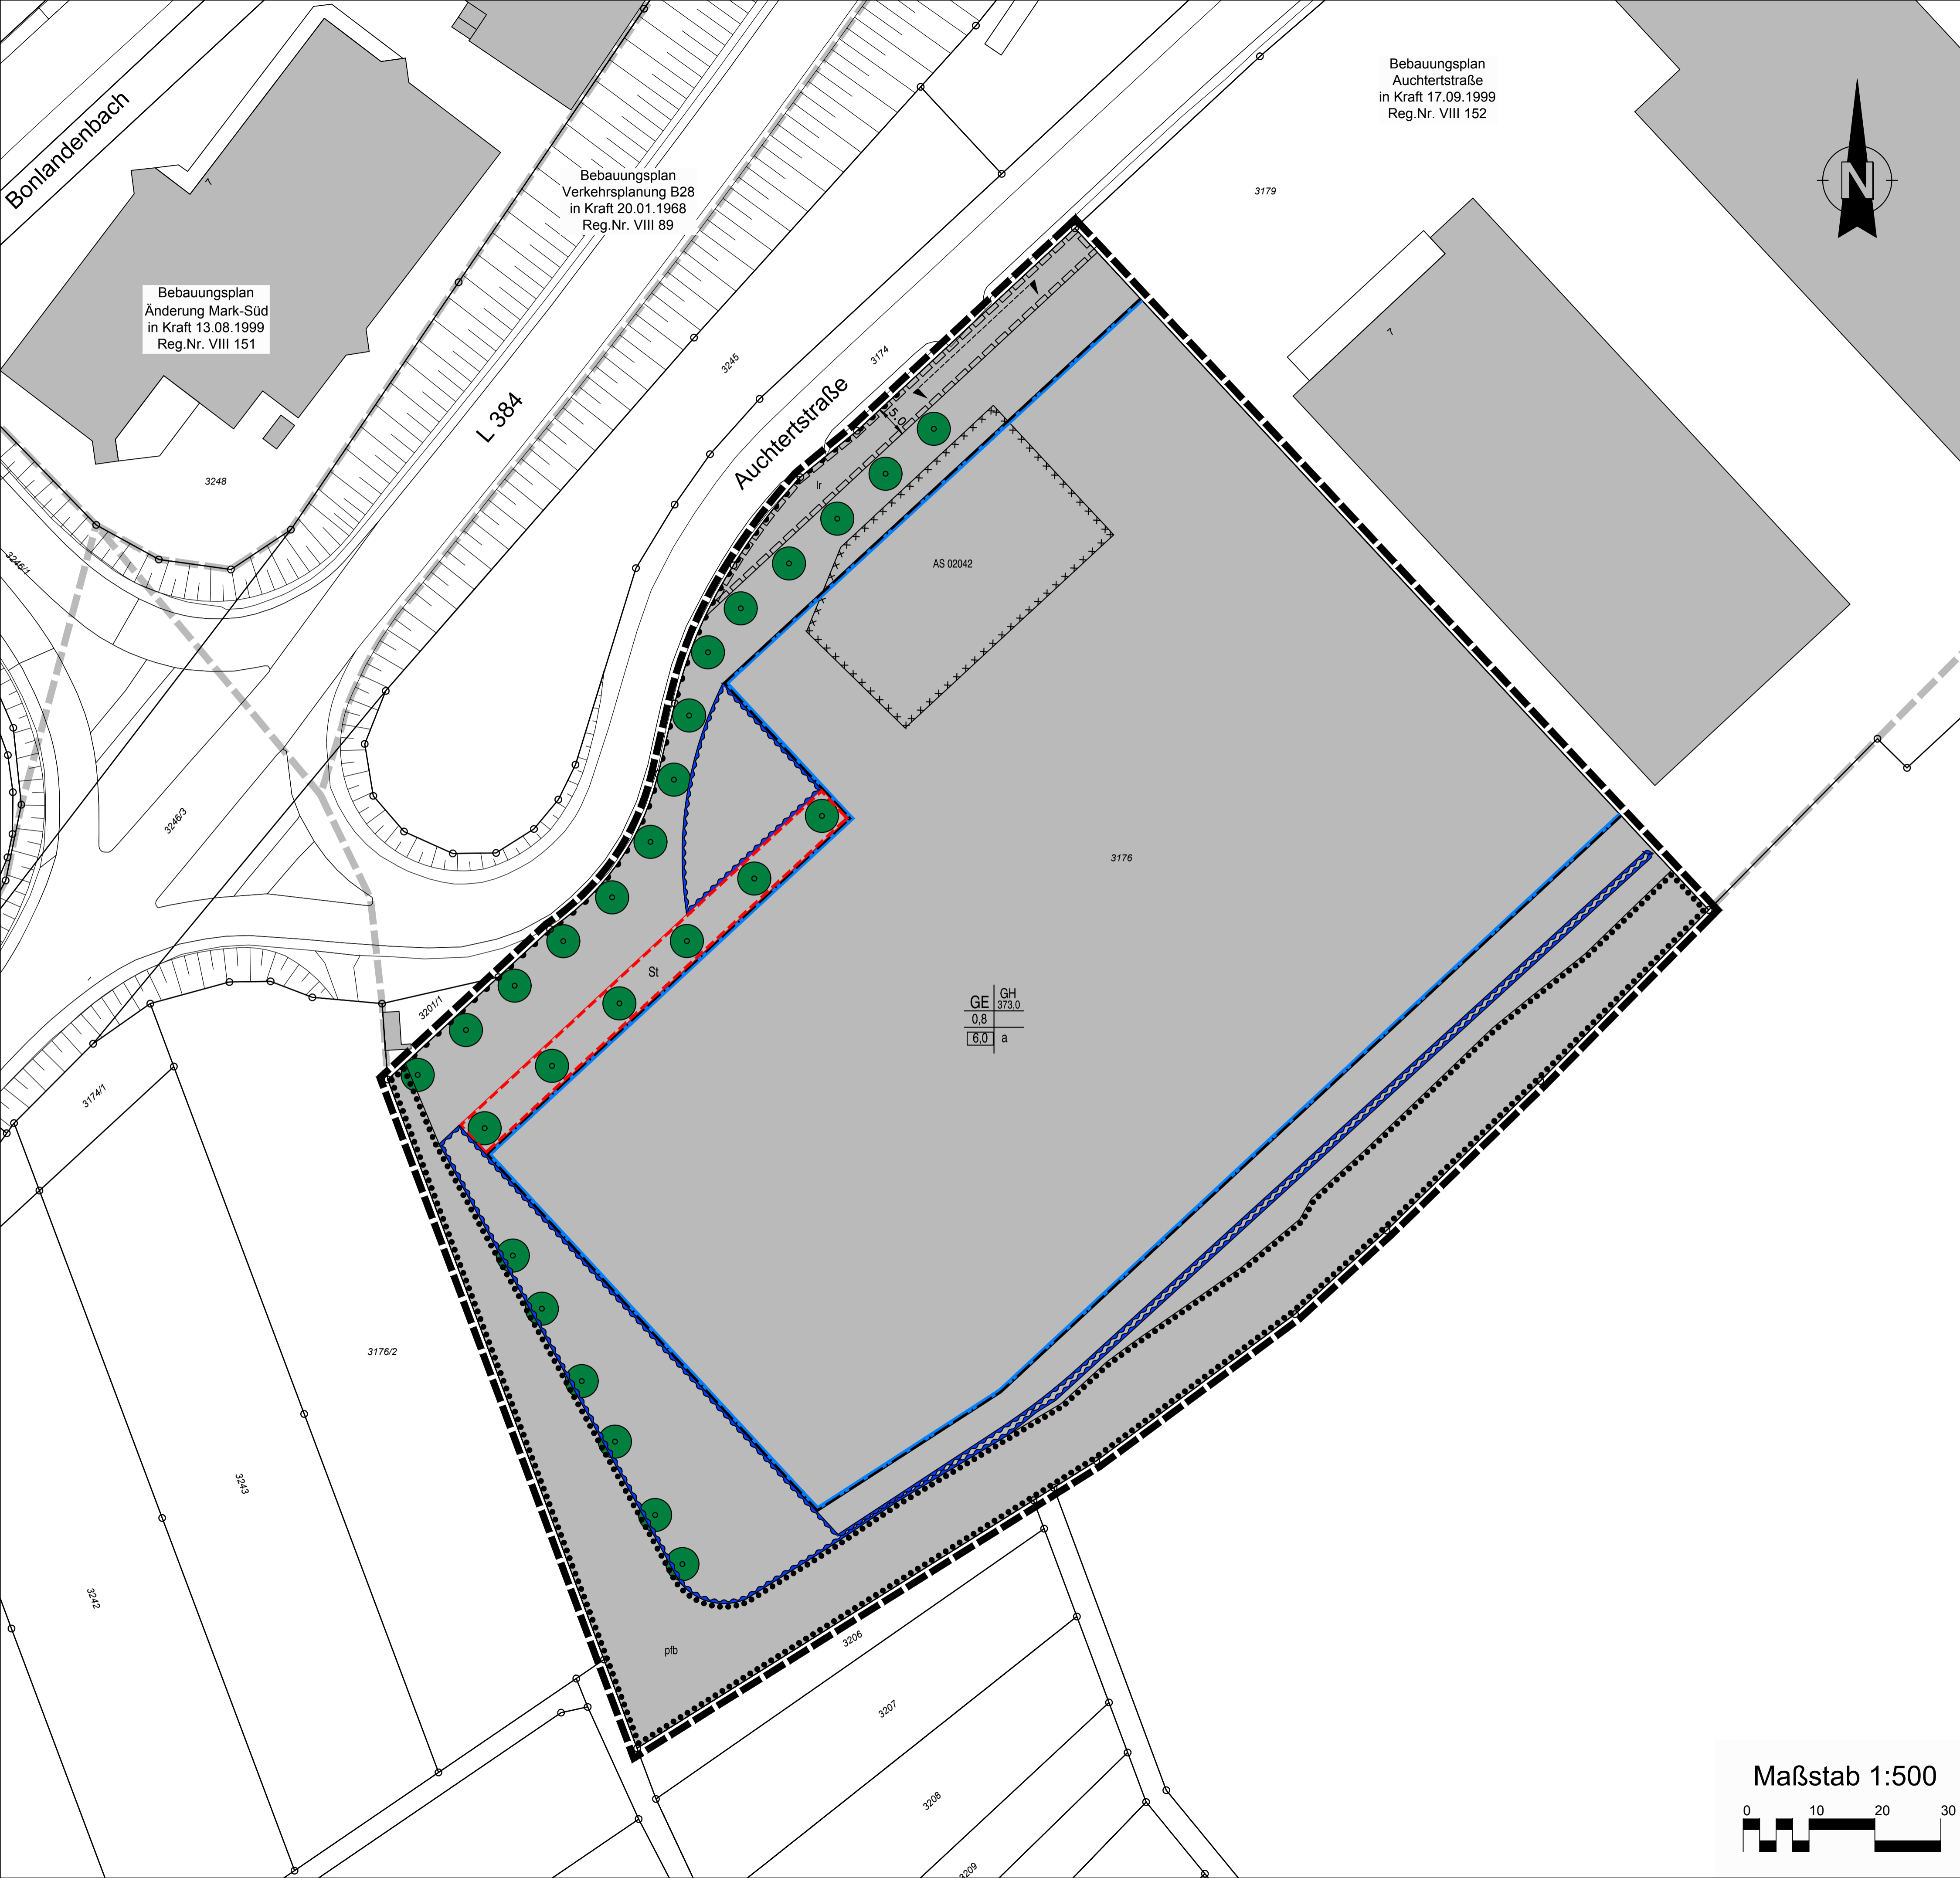 Bebauungsplan
Auchtertstraße
in Kraft 17.09.1999
Reg.Nr. VIII 152
Bonlandenbach
7
Bebauungsplan
Verkehrsplanung B28
in Kraft 20.01.1968
Reg.Nr. VIII 89
N
3179
Bebauungsplan
Änderung Mark-Süd
in Kraft 13.08.1999
Reg.Nr. VIII 151
7
3245
3174
L 384
Auchtertstraße
5,0
3248
lr
3246/1
AS 02042
3246/3
3176
St
GE
GH
373,0
0,8
6,0
a
3201/1
3174/1
3176/2
3243
3242
3206
pfb
3207
3208
3209
Maßstab 1:500
0
10
20
30